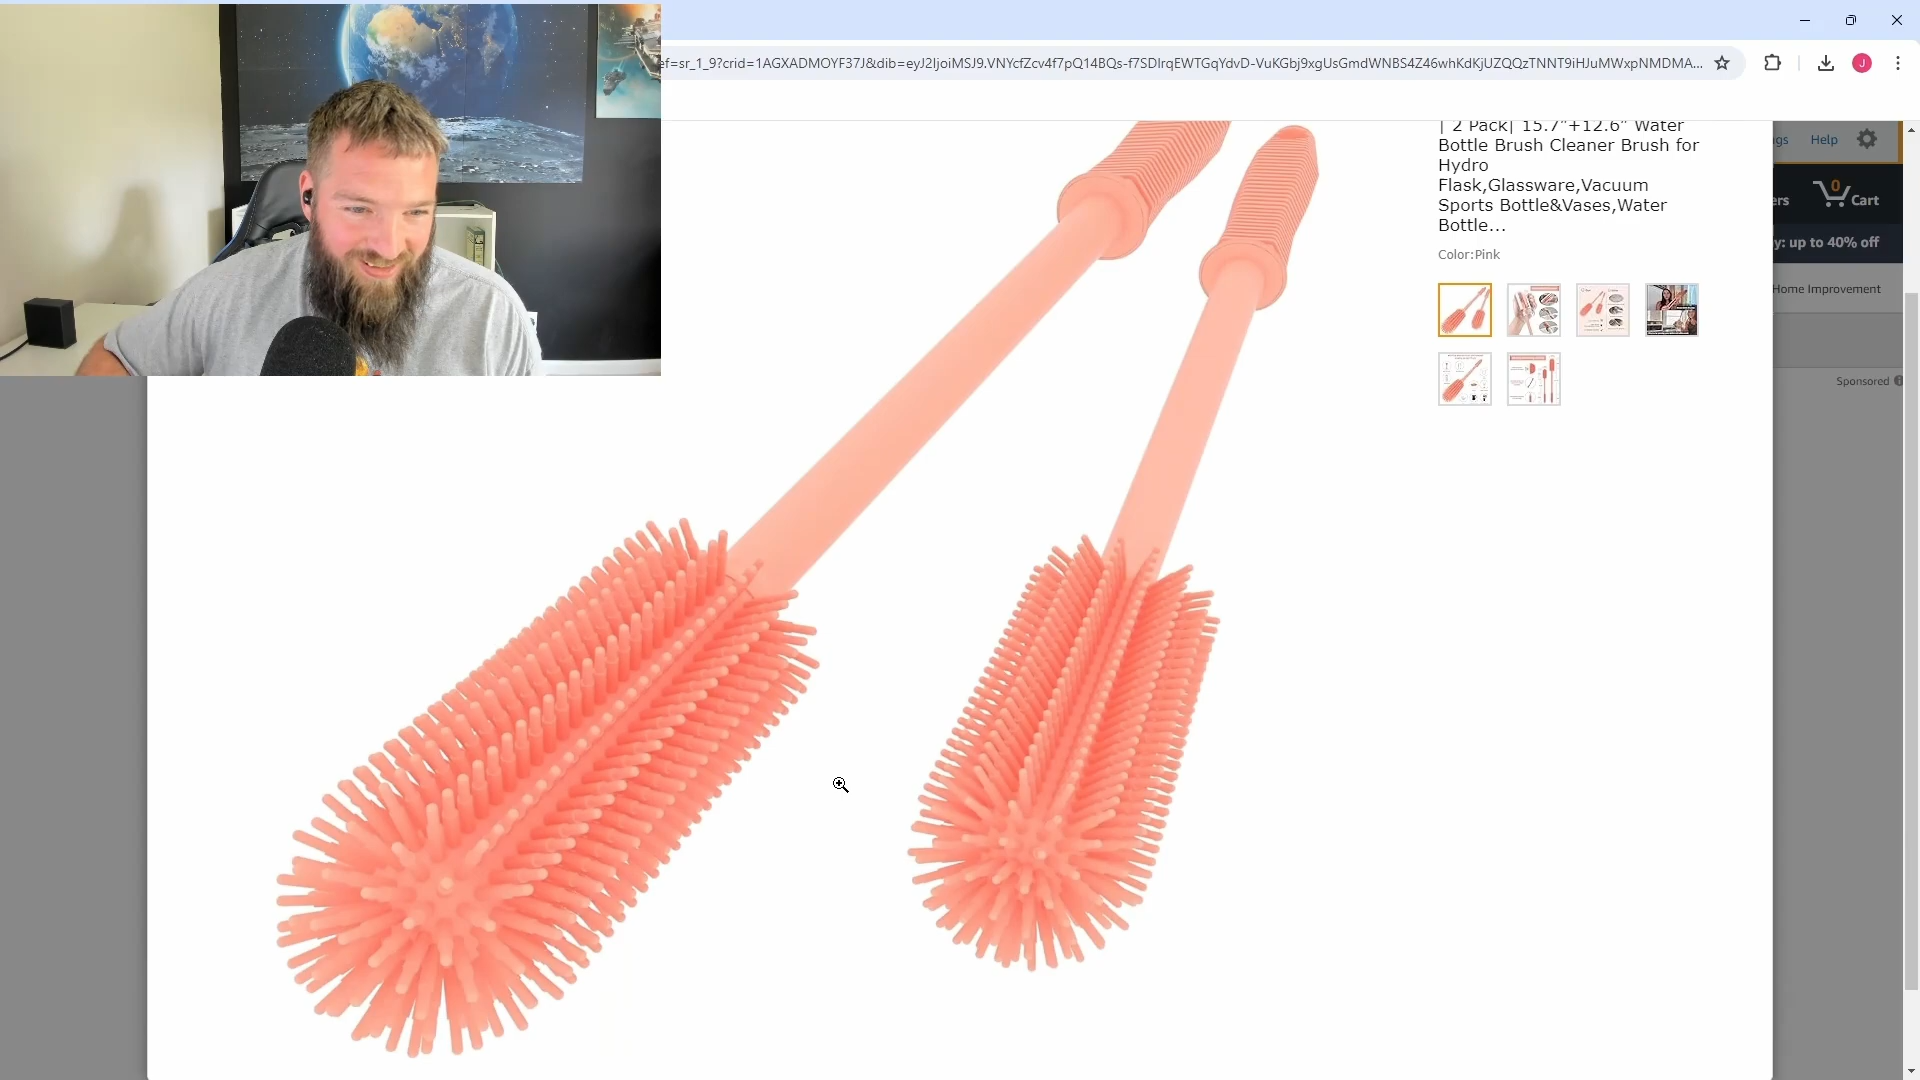 ef=sr_1_9?crid=1AGXADMOYF37J&dib=eyJ2IjoiMSJ9.VNYcfZcv4f7pQ14BQs-f7SDIrqEWTGqYdvD-VuKGbj9xgUsGmdWNBS4Z46whKdKjUZQQzTNNT9iHJuMWxpNMDMA...
J
| 2 Pack| 15.7"+12.6" Water
Bottle Brush Cleaner Brush for
Hydro
Flask,Glassware,Vacuum
Sports Bottle&Vases,Water
Bottle...
Color:Pink
Help
0
Cart
y: up to 40% off
Home Improvement
Sponsored